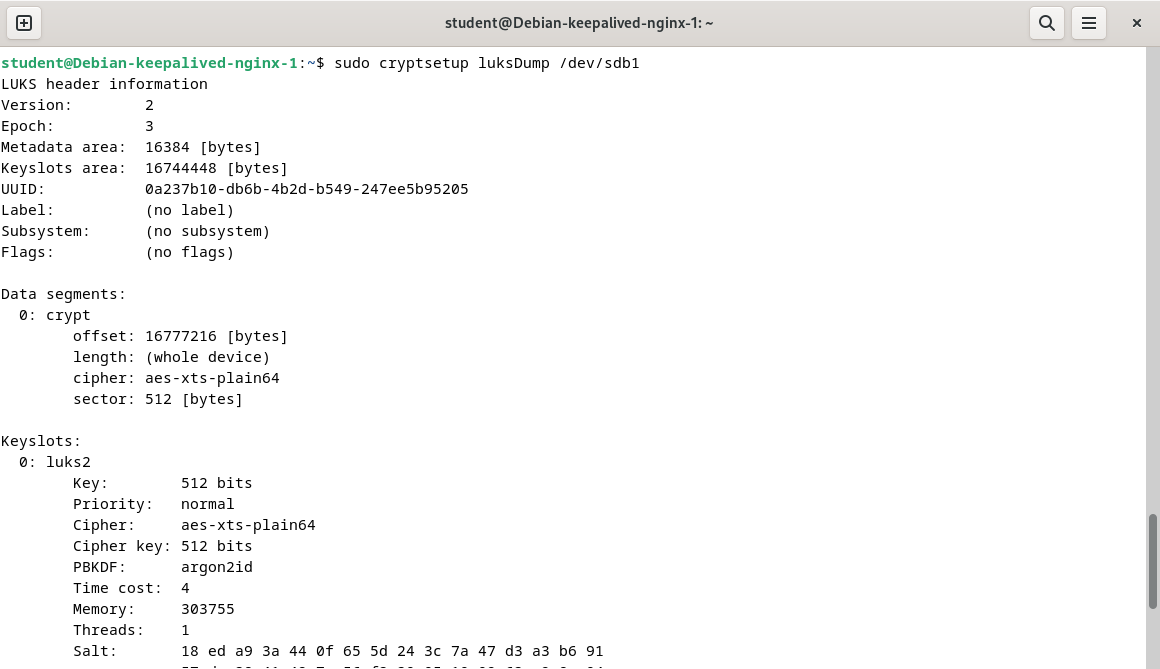 student@Debian-keepalived-nginx-1: ~
student@Debian-keepalived-nginx-1:~$ sudo cryptsetup luksDump /dev/sdb1
LUKS header information
Version:        2
Epoch:          3
Metadata area:  16384 [bytes]
Keyslots area:  16744448 [bytes]
UUID:           0a237b10-db6b-4b2d-b549-247ee5b95205
Label:          (no label)
Subsystem:      (no subsystem)
Flags:          (no flags)

Data segments:
  0: crypt
        offset: 16777216 [bytes]
        length: (whole device)
        cipher: aes-xts-plain64
        sector: 512 [bytes]

Keyslots:
  0: luks2
        Key:        512 bits
        Priority:   normal
        Cipher:     aes-xts-plain64
        Cipher key: 512 bits
        PBKDF:      argon2id
        Time cost:  4
        Memory:     303755
        Threads:    1
        Salt:       18 ed a9 3a 44 0f 65 5d 24 3c 7a 47 d3 a3 b6 91